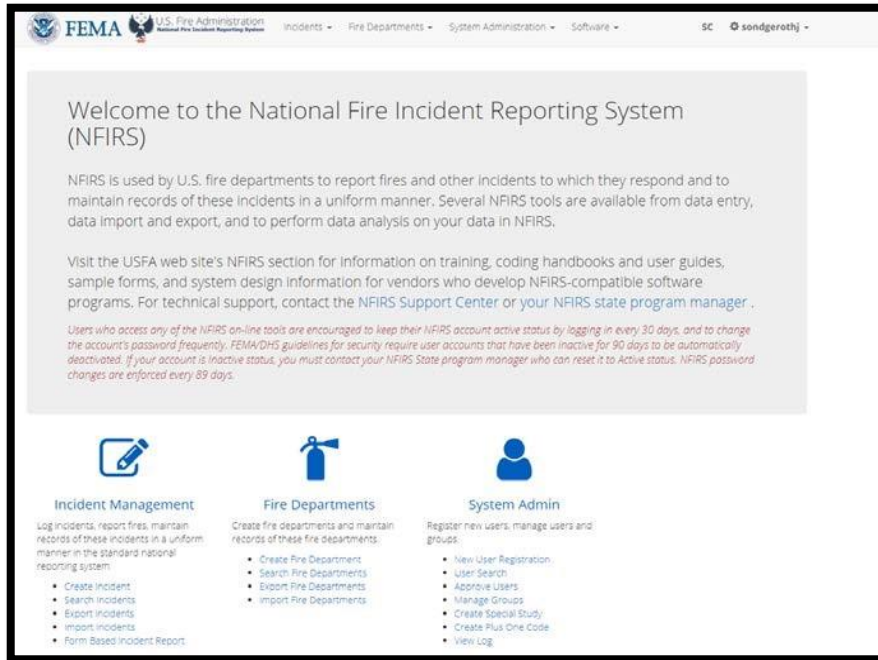 FEMA U.S. Fire Administration
National Fire Incident Reporting System
Incidents Fire Departments System Administration Software SC sondgerothj
Welcome to the National Fire Incident Reporting System
(NFIRS)
NFIRS is used by U.S. fire departments to report fires and other incidents to which they respond and to
maintain records of these incidents in a uniform manner. Several NFIRS tools are available from data entry,
data import and export, and to perform data analysis on your data in NFIRS.
Visit the USFA web site's NFIRS section for information on training, coding handbooks and user guides,
sample forms, and system design information for vendors who develop NFIRS-compatible software
programs. For technical support, contact the NFIRS Support Center or your NFIRS state program manager .
Users who access any of the NFIRS on-line tools are encouraged to keep their NFIRS account active status by logging in every 30 days, and to change
the account's password frequently. FEMA/DHS guidelines for security require user accounts that have been inactive for 90 days to be automatically
deactivated. If your account is inactive status, you must contact your NFIRS State program manager who can reset it to Active status. NFIRS password
changes are enforced every 89 days.
Incident Management
Log incidents, report fires, maintain
records of these incidents in a uniform
manner in the standard national
reporting system
• Create Incident
• Search Incidents
• Export Incidents
• Import Incidents
• Form Based Incident Report
Fire Departments
Create fire departments and maintain
records of these fire departments.
• Create Fire Department
• Search Fire Departments
• Export Fire Departments
• Import Fire Departments
System Admin
Register new users, manage users and
groups.
• New User Registration
• User Search
• Approve Users
• Manage Groups
• Create Special Study
• Create Plus One Code
• View Log